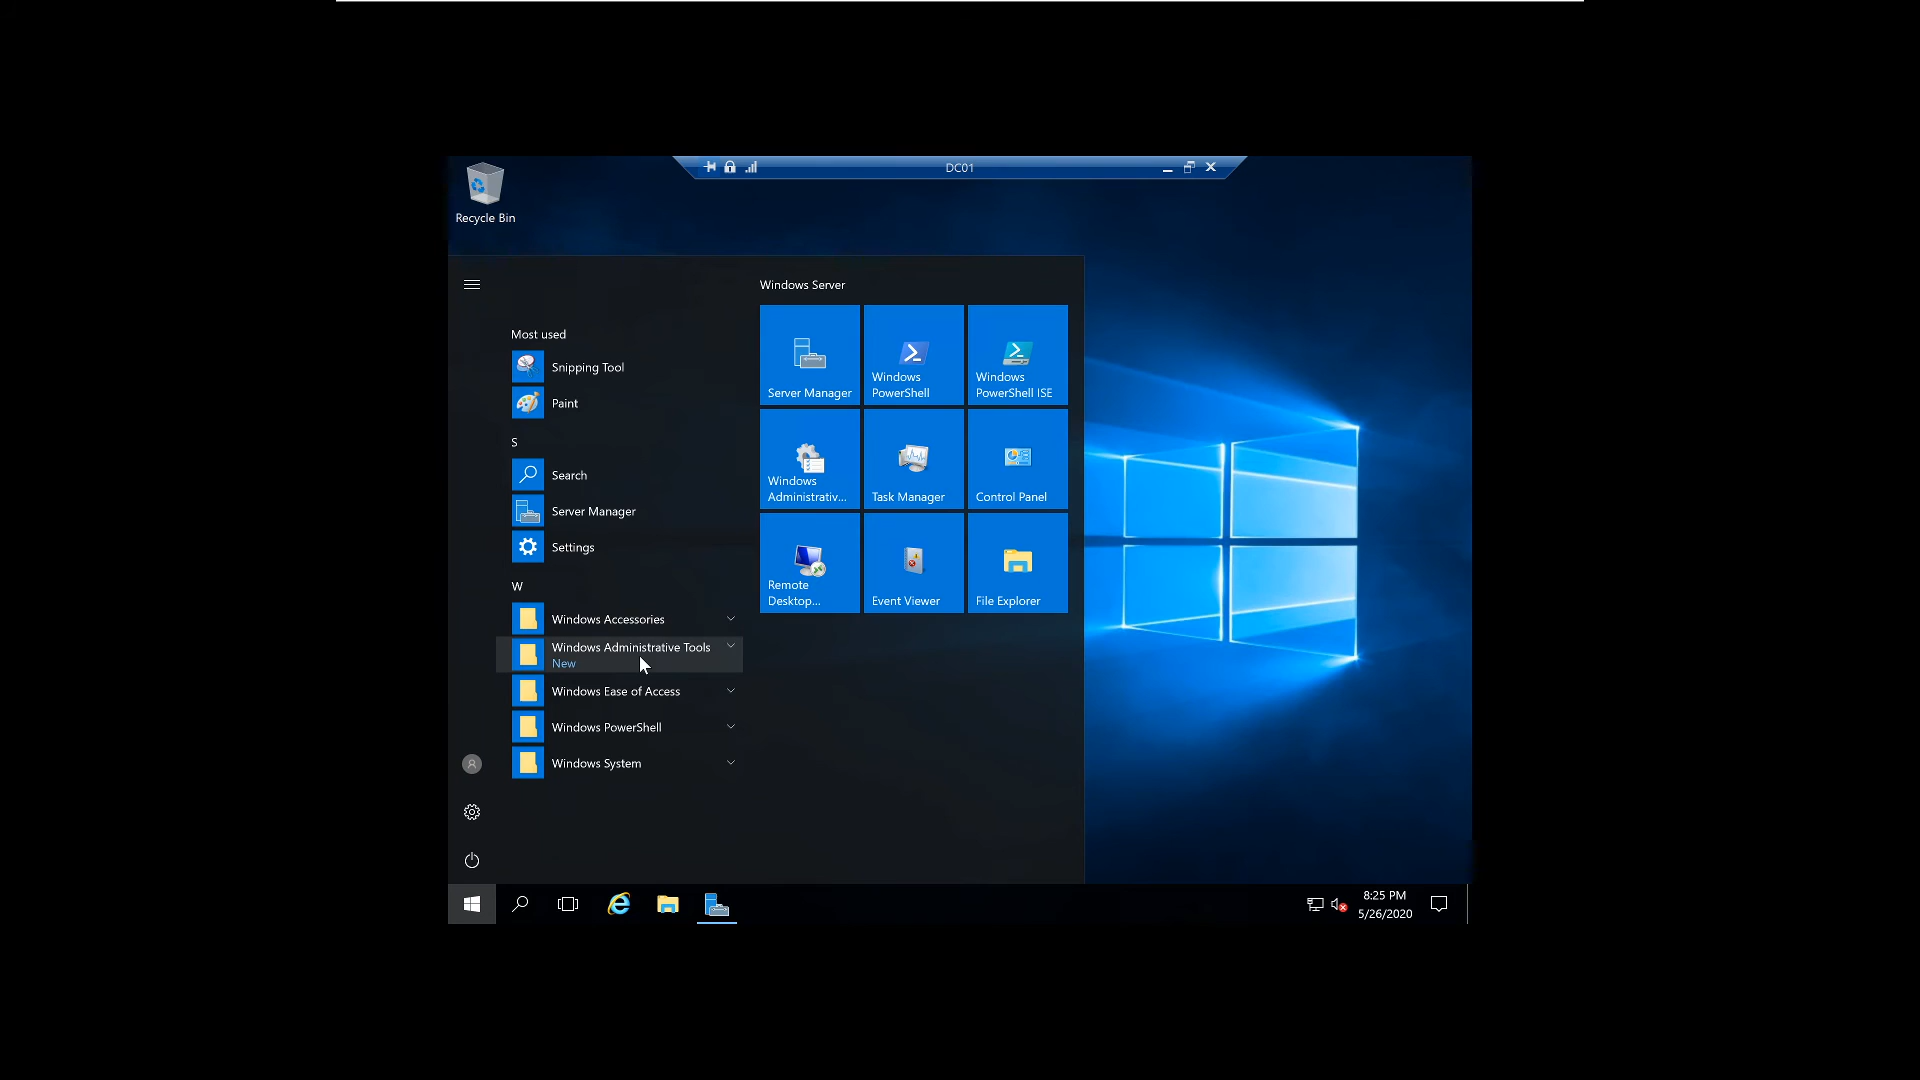 DC01
Recycle Bin
Windows Server
Most used
Snipping Tool
Paint
S
Search
Server Manager
Settings
W
Windows Accessories
Windows Administrative Tools
New
Windows Ease of Access
Windows PowerShell
Windows System
Server Manager
Windows
PowerShell
Windows
PowerShell ISE
Windows
Administrativ...
Task Manager
Control Panel
Remote
Desktop...
Event Viewer
File Explorer
8:25 PM
5/26/2020